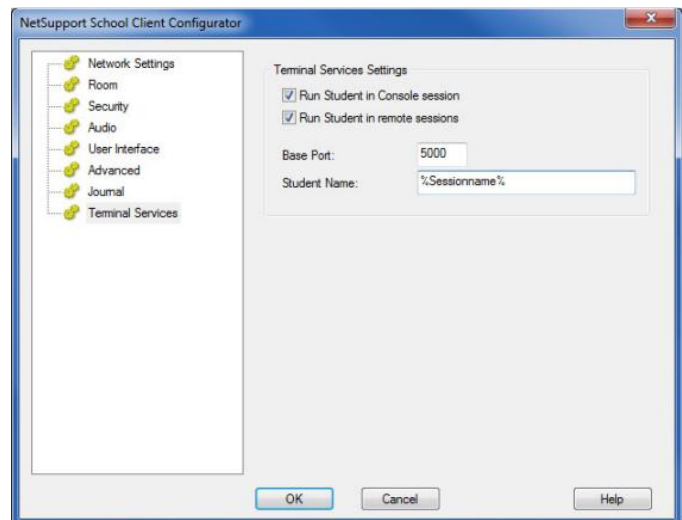 NetSupport School Client Configurator
Network Settings
Room
Security
Audio
User Interface
Advanced
Journal
Terminal Services
Terminal Services Settings
Run Student in Console session
Run Student in remote sessions
Base Port: 5000
Student Name: %Sessionname%
OK Cancel Help